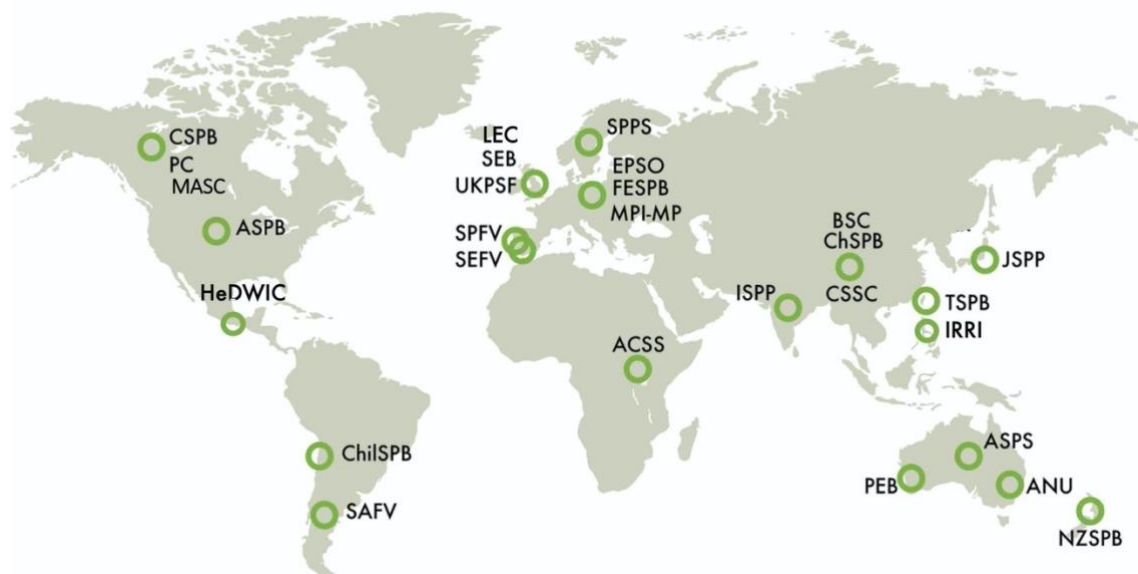 CSPB
PC
MASC
ASPB
HeDWIC
ChilSPB
SAFV
LEC
SEB
UKPSF
SPFV
SEFV
SPPS
EPSO
FESPB
MPI-MP
ACSS
ISPP
BSC
ChSPB
CSSC
JSPP
TSPB
IRRI
ASPS
PEB
ANU
NZSPB